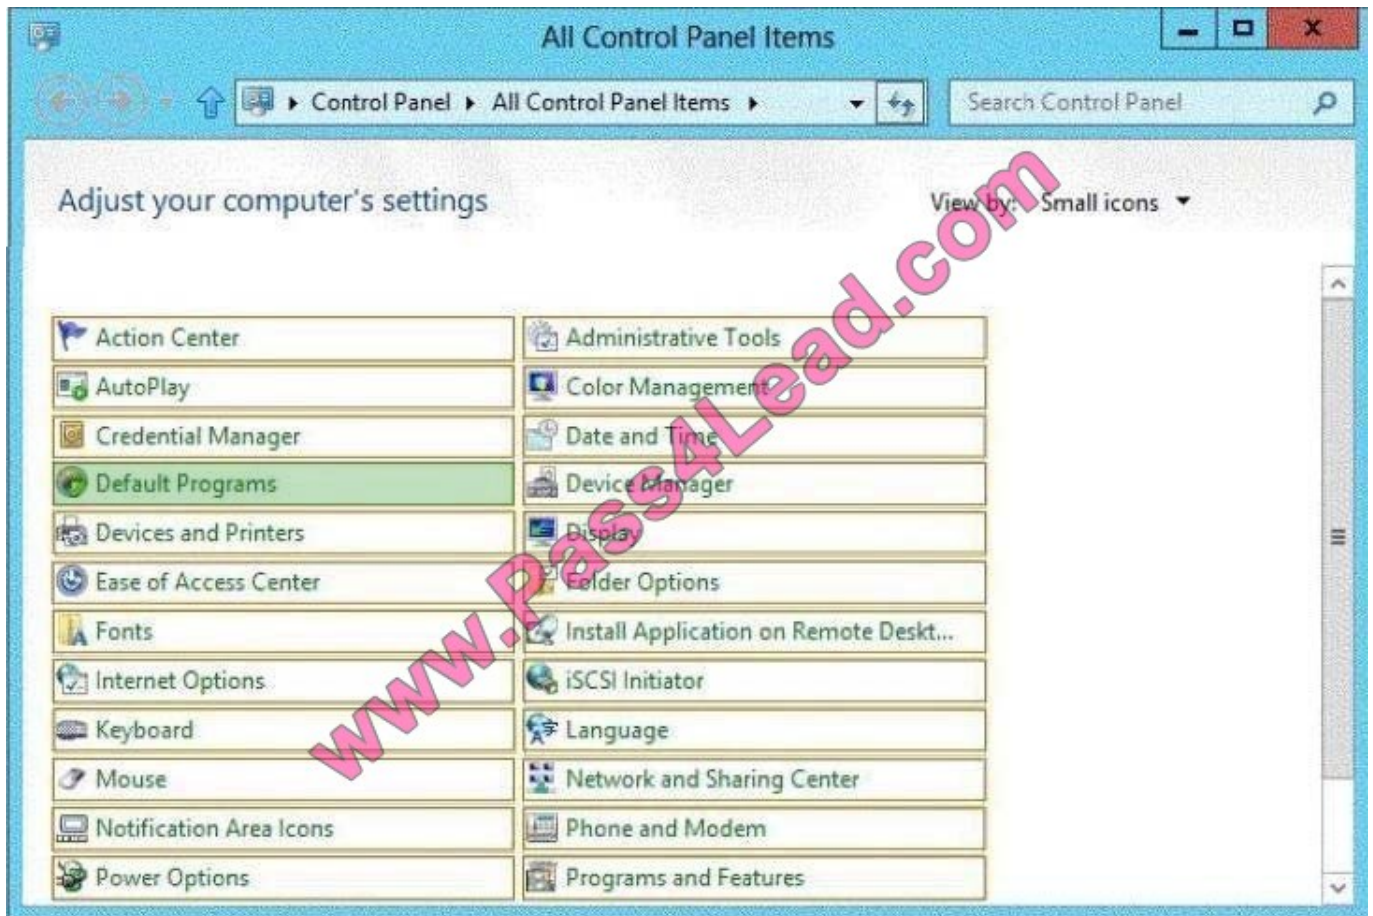 All Control Panel Items
Control Panel All Control Panel Items
Search Control Panel
Adjust your computer's settings
View by: Small icons
Action Center
Administrative Tools
AutoPlay
Color Management
Credential Manager
Date and Time
Default Programs
Device Manager
Devices and Printers
Display
Ease of Access Center
Folder Options
Fonts
Install Application on Remote Deskt...
Internet Options
iSCSI Initiator
Keyboard
Language
Mouse
Network and Sharing Center
Notification Area Icons
Phone and Modem
Power Options
Programs and Features
www.Pass4Lead.com